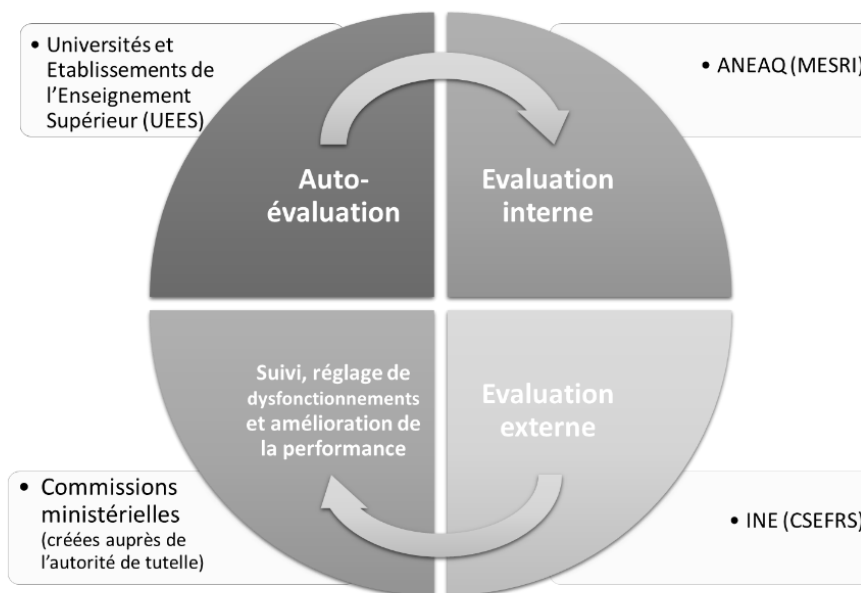 • Universités et
Etablissements de
l’Enseignement
Supérieur (UEES)
• ANEAQ (MESRI)
Auto-
évaluation
Evaluation
interne
Suivi, réglage de
dysfonctionnements
et amélioration de
la performance
Evaluation
externe
• Commissions
ministérielles
(créées auprès de
l’autorité de tutelle)
• INE (CSEFRS)